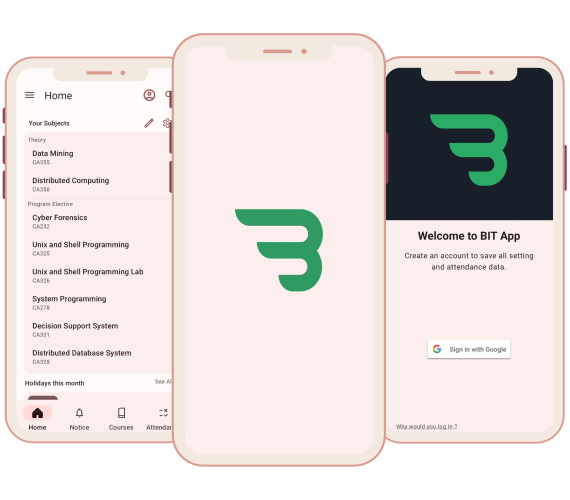 Home
Your Subjects
Theory
Data Mining
CA355
Distributed Computing
CA356
Program Elective
Cyber Forensics
CA232
Unix and Shell Programming
CA325
Unix and Shell Programming Lab
CA326
System Programming
CA278
Decision Support System
CA331
Distributed Database System
CA328
Holidays this month
See Al
Home
Notice
Courses
Attendan
Welcome to BIT App
Create an account to save all setting
and attendance data.
Sign in with Google
Why would you log In ?